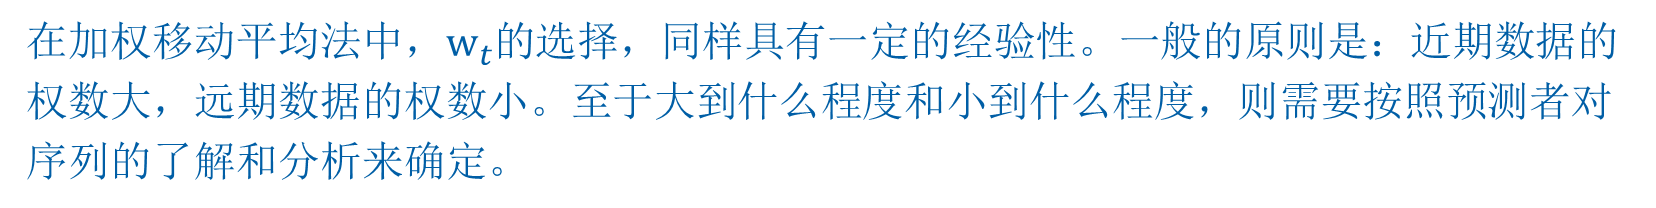 在加权移动平均法中，w_t的选择，同样具有一定的经验性。一般的原则是：近期数据的
权数大，远期数据的权数小。至于大到什么程度和小到什么程度，则需要按照预测者对
序列的了解和分析来确定。